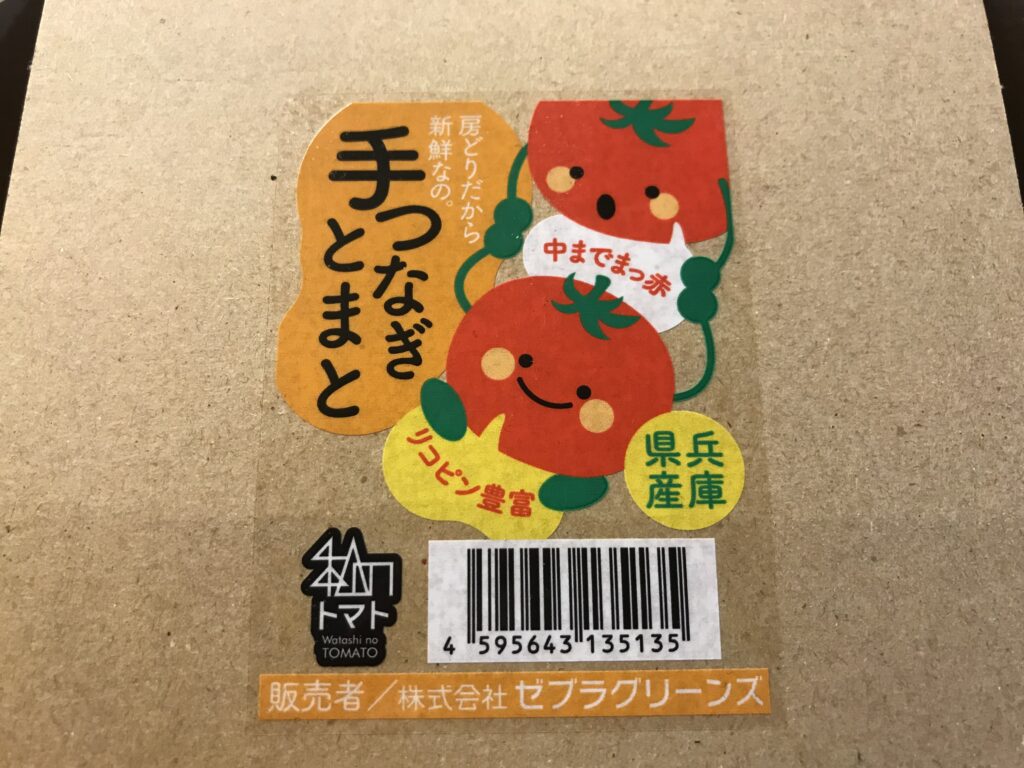 房どりだから
新鮮なの。
手つなぎ
とまと
中までまっ赤
リコピン豊富
兵庫
県産
私の
トマト
Watashi no
TOMATO
4 595643 135135
販売者／株式会社 ゼブラグリーンズ